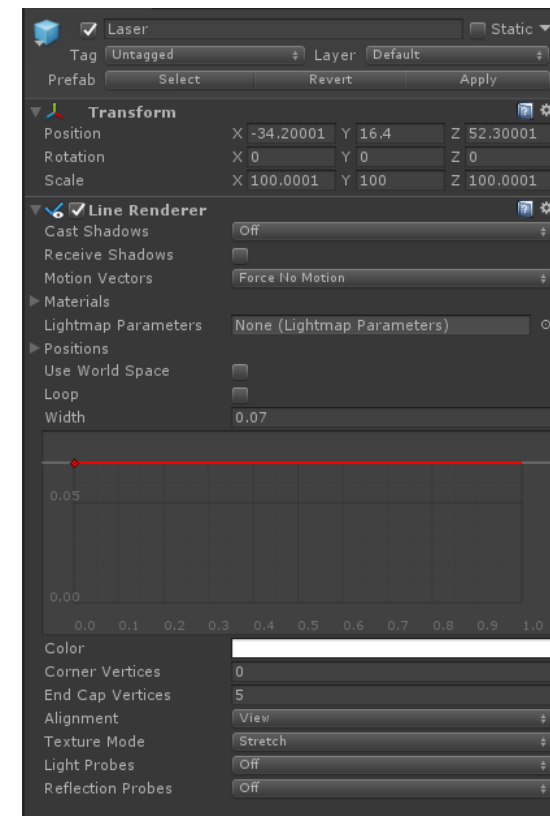 Laser Static
Tag Untagged Layer Default
Prefab Select Revert Apply
Transform
Position X -34.20001 Y 16.4 Z 52.30001
Rotation X 0 Y 0 Z 0
Scale X 100.0001 Y 100 Z 100.0001
Line Renderer
Cast Shadows Off
Receive Shadows
Motion Vectors Force No Motion
Materials
Lightmap Parameters None (Lightmap Parameters)
Positions
Use World Space
Loop
Width 0.07
0.05
0.00
0.0 0.1 0.2 0.3 0.4 0.5 0.6 0.7 0.8 0.9 1.0
Color
Corner Vertices 0
End Cap Vertices 5
Alignment View
Texture Mode Stretch
Light Probes Off
Reflection Probes Off